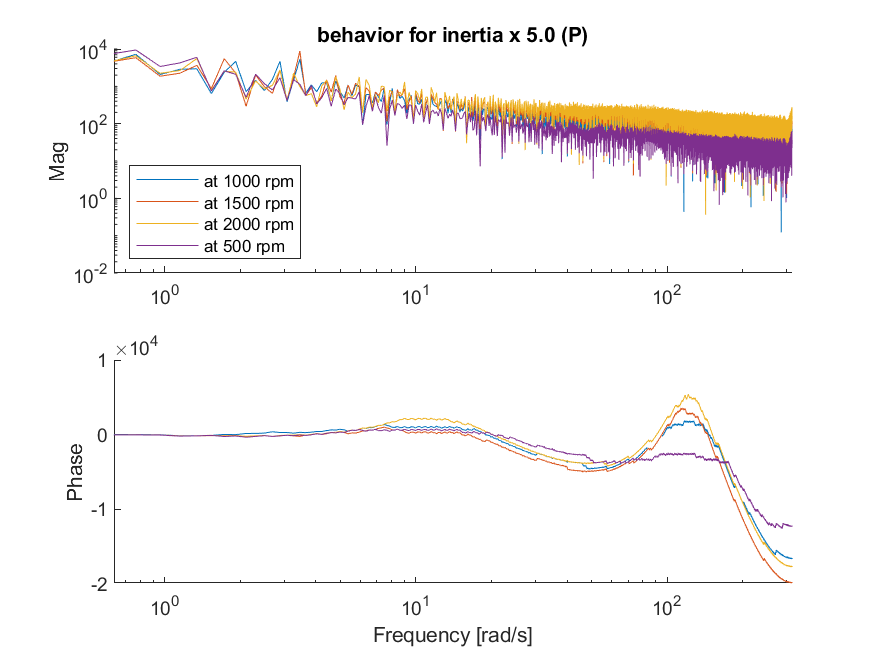 behavior for inertia x 5.0 (P)
10^4
10^2
10^0
10^-2
Mag
at 1000 rpm
at 1500 rpm
at 2000 rpm
at 500 rpm
10^0 10^1 10^2
×10^4
1
0
-1
-2
Phase
10^0 10^1 10^2
Frequency [rad/s]